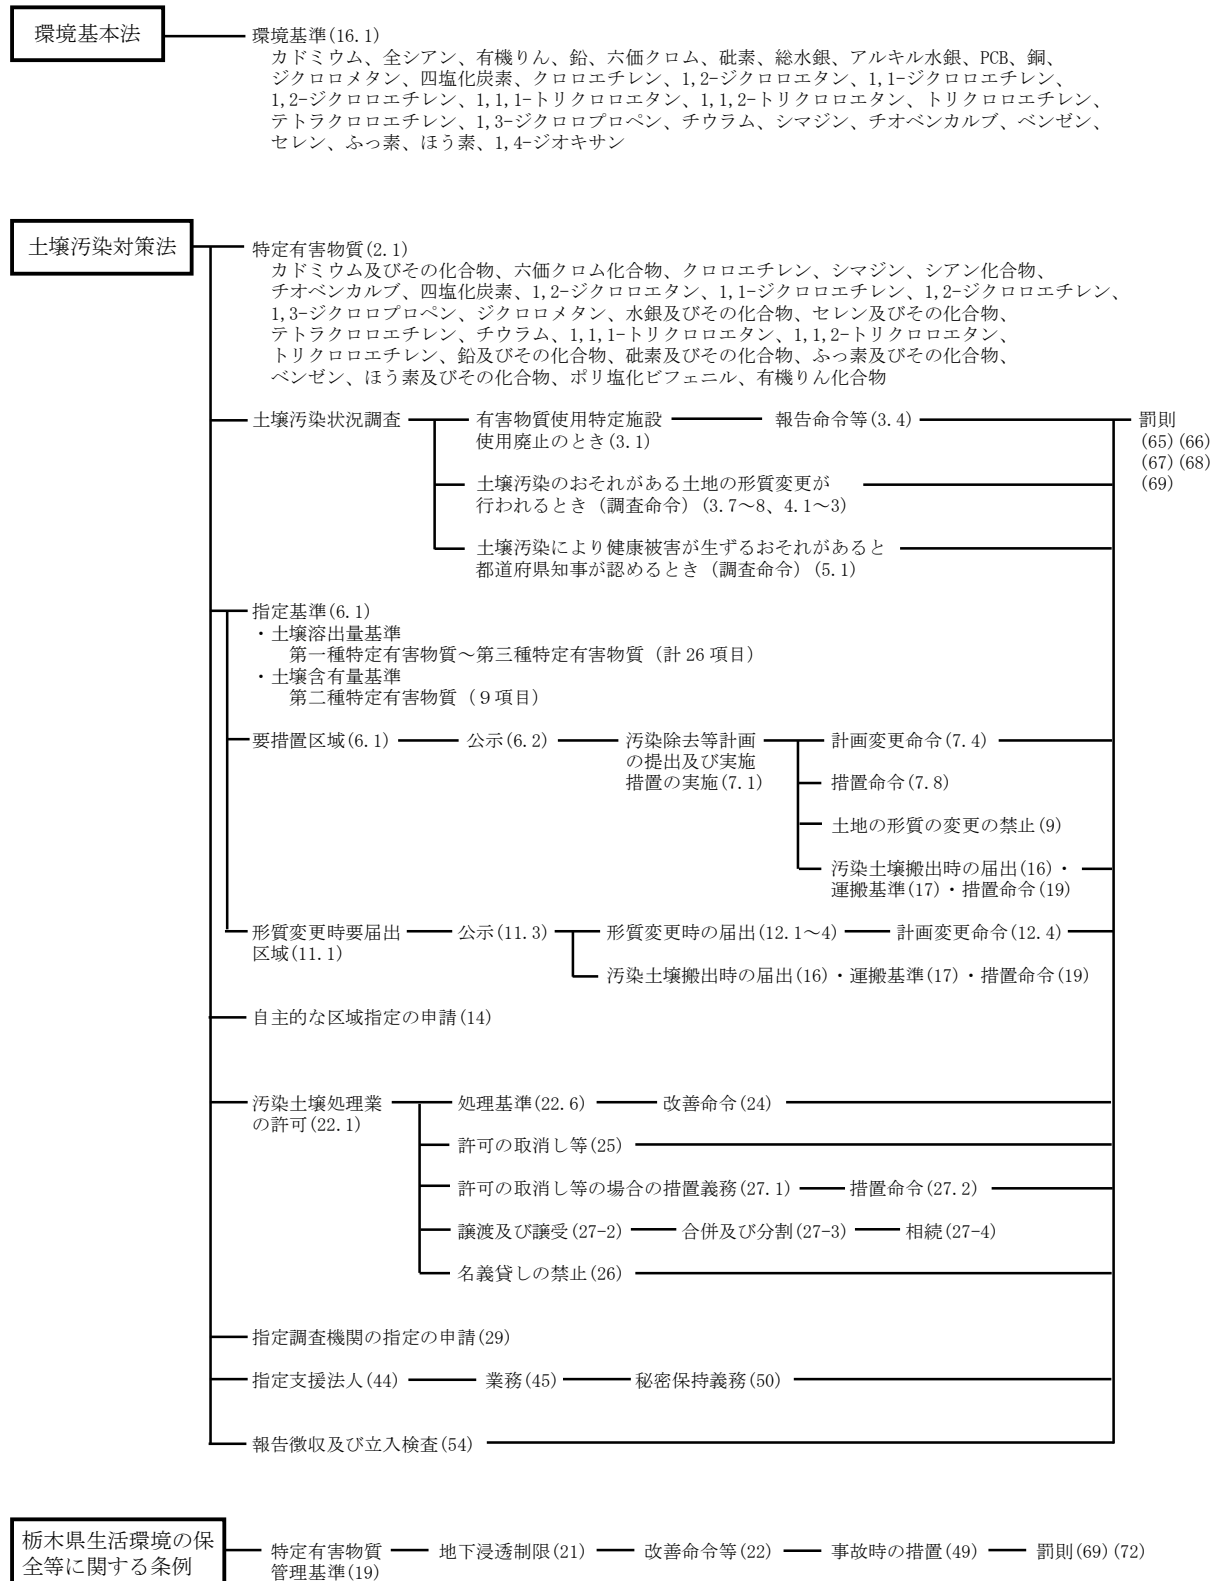 環境基本法
環境基準(16.1)
カドミウム、全シアン、有機りん、鉛、六価クロム、砒素、総水銀、アルキル水銀、PCB、銅、
ジクロロメタン、四塩化炭素、クロロエチレン、1,2-ジクロロエタン、1,1-ジクロロエチレン、
1,2-ジクロロエチレン、1,1,1-トリクロロエタン、1,1,2-トリクロロエタン、トリクロロエチレン、
テトラクロロエチレン、1,3-ジクロロプロペン、チウラム、シマジン、チオベンカルブ、ベンゼン、
セレン、ふっ素、ほう素、1,4-ジオキサン
土壌汚染対策法
特定有害物質(2.1)
カドミウム及びその化合物、六価クロム化合物、クロロエチレン、シマジン、シアン化合物、
チオベンカルブ、四塩化炭素、1,2-ジクロロエタン、1,1-ジクロロエチレン、1,2-ジクロロエチレン、
1,3-ジクロロプロペン、ジクロロメタン、水銀及びその化合物、セレン及びその化合物、
テトラクロロエチレン、チウラム、1,1,1-トリクロロエタン、1,1,2-トリクロロエタン、
トリクロロエチレン、鉛及びその化合物、砒素及びその化合物、ふっ素及びその化合物、
ベンゼン、ほう素及びその化合物、ポリ塩化ビフェニル、有機りん化合物
土壌汚染状況調査 有害物質使用特定施設 報告命令等(3.4) 罰則
使用廃止のとき(3.1) (65)(66)
(67)(68)
土壌汚染のおそれがある土地の形質変更が (69)
行われるとき（調査命令）(3.7～8、4.1～3)
土壌汚染により健康被害が生ずるおそれがあると
都道府県知事が認めるとき（調査命令）(5.1)
指定基準(6.1)
・土壌溶出量基準
第一種特定有害物質～第三種特定有害物質（計26項目）
・土壌含有量基準
第二種特定有害物質（９項目）
要措置区域(6.1) 公示(6.2) 汚染除去等計画 計画変更命令(7.4)
の提出及び実施
措置の実施(7.1) 措置命令(7.8)
土地の形質の変更の禁止(9)
汚染土壌搬出時の届出(16)・
運搬基準(17)・措置命令(19)
形質変更時要届出 公示(11.3) 形質変更時の届出(12.1～4) 計画変更命令(12.4)
区域(11.1)
汚染土壌搬出時の届出(16)・運搬基準(17)・措置命令(19)
自主的な区域指定の申請(14)
汚染土壌処理業 処理基準(22.6) 改善命令(24)
の許可(22.1)
許可の取消し等(25)
許可の取消し等の場合の措置義務(27.1) 措置命令(27.2)
譲渡及び譲受(27-2) 合併及び分割(27-3) 相続(27-4)
名義貸しの禁止(26)
指定調査機関の指定の申請(29)
指定支援法人(44) 業務(45) 秘密保持義務(50)
報告徴収及び立入検査(54)
栃木県生活環境の保
全等に関する条例
特定有害物質 地下浸透制限(21) 改善命令等(22) 事故時の措置(49) 罰則(69)(72)
管理基準(19)